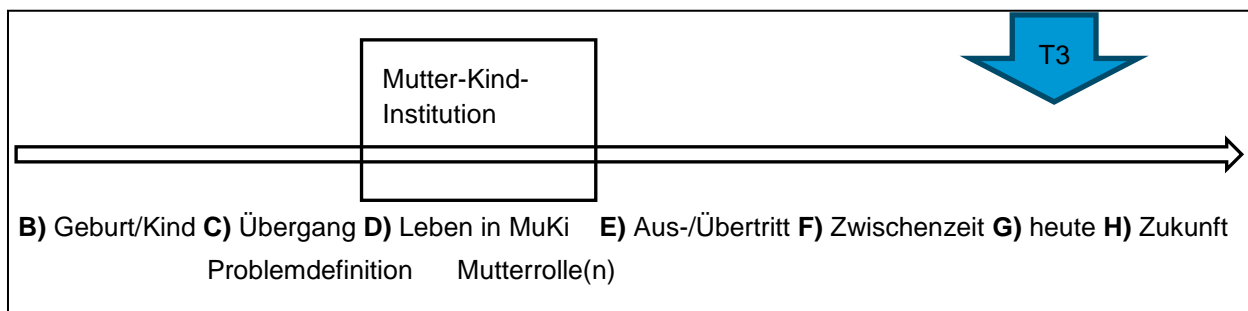 T3
Mutter-Kind-
Institution
B) Geburt/Kind C) Übergang D) Leben in MuKi E) Aus-/Übertritt F) Zwischenzeit G) heute H) Zukunft
Problemdefinition Mutterrolle(n)